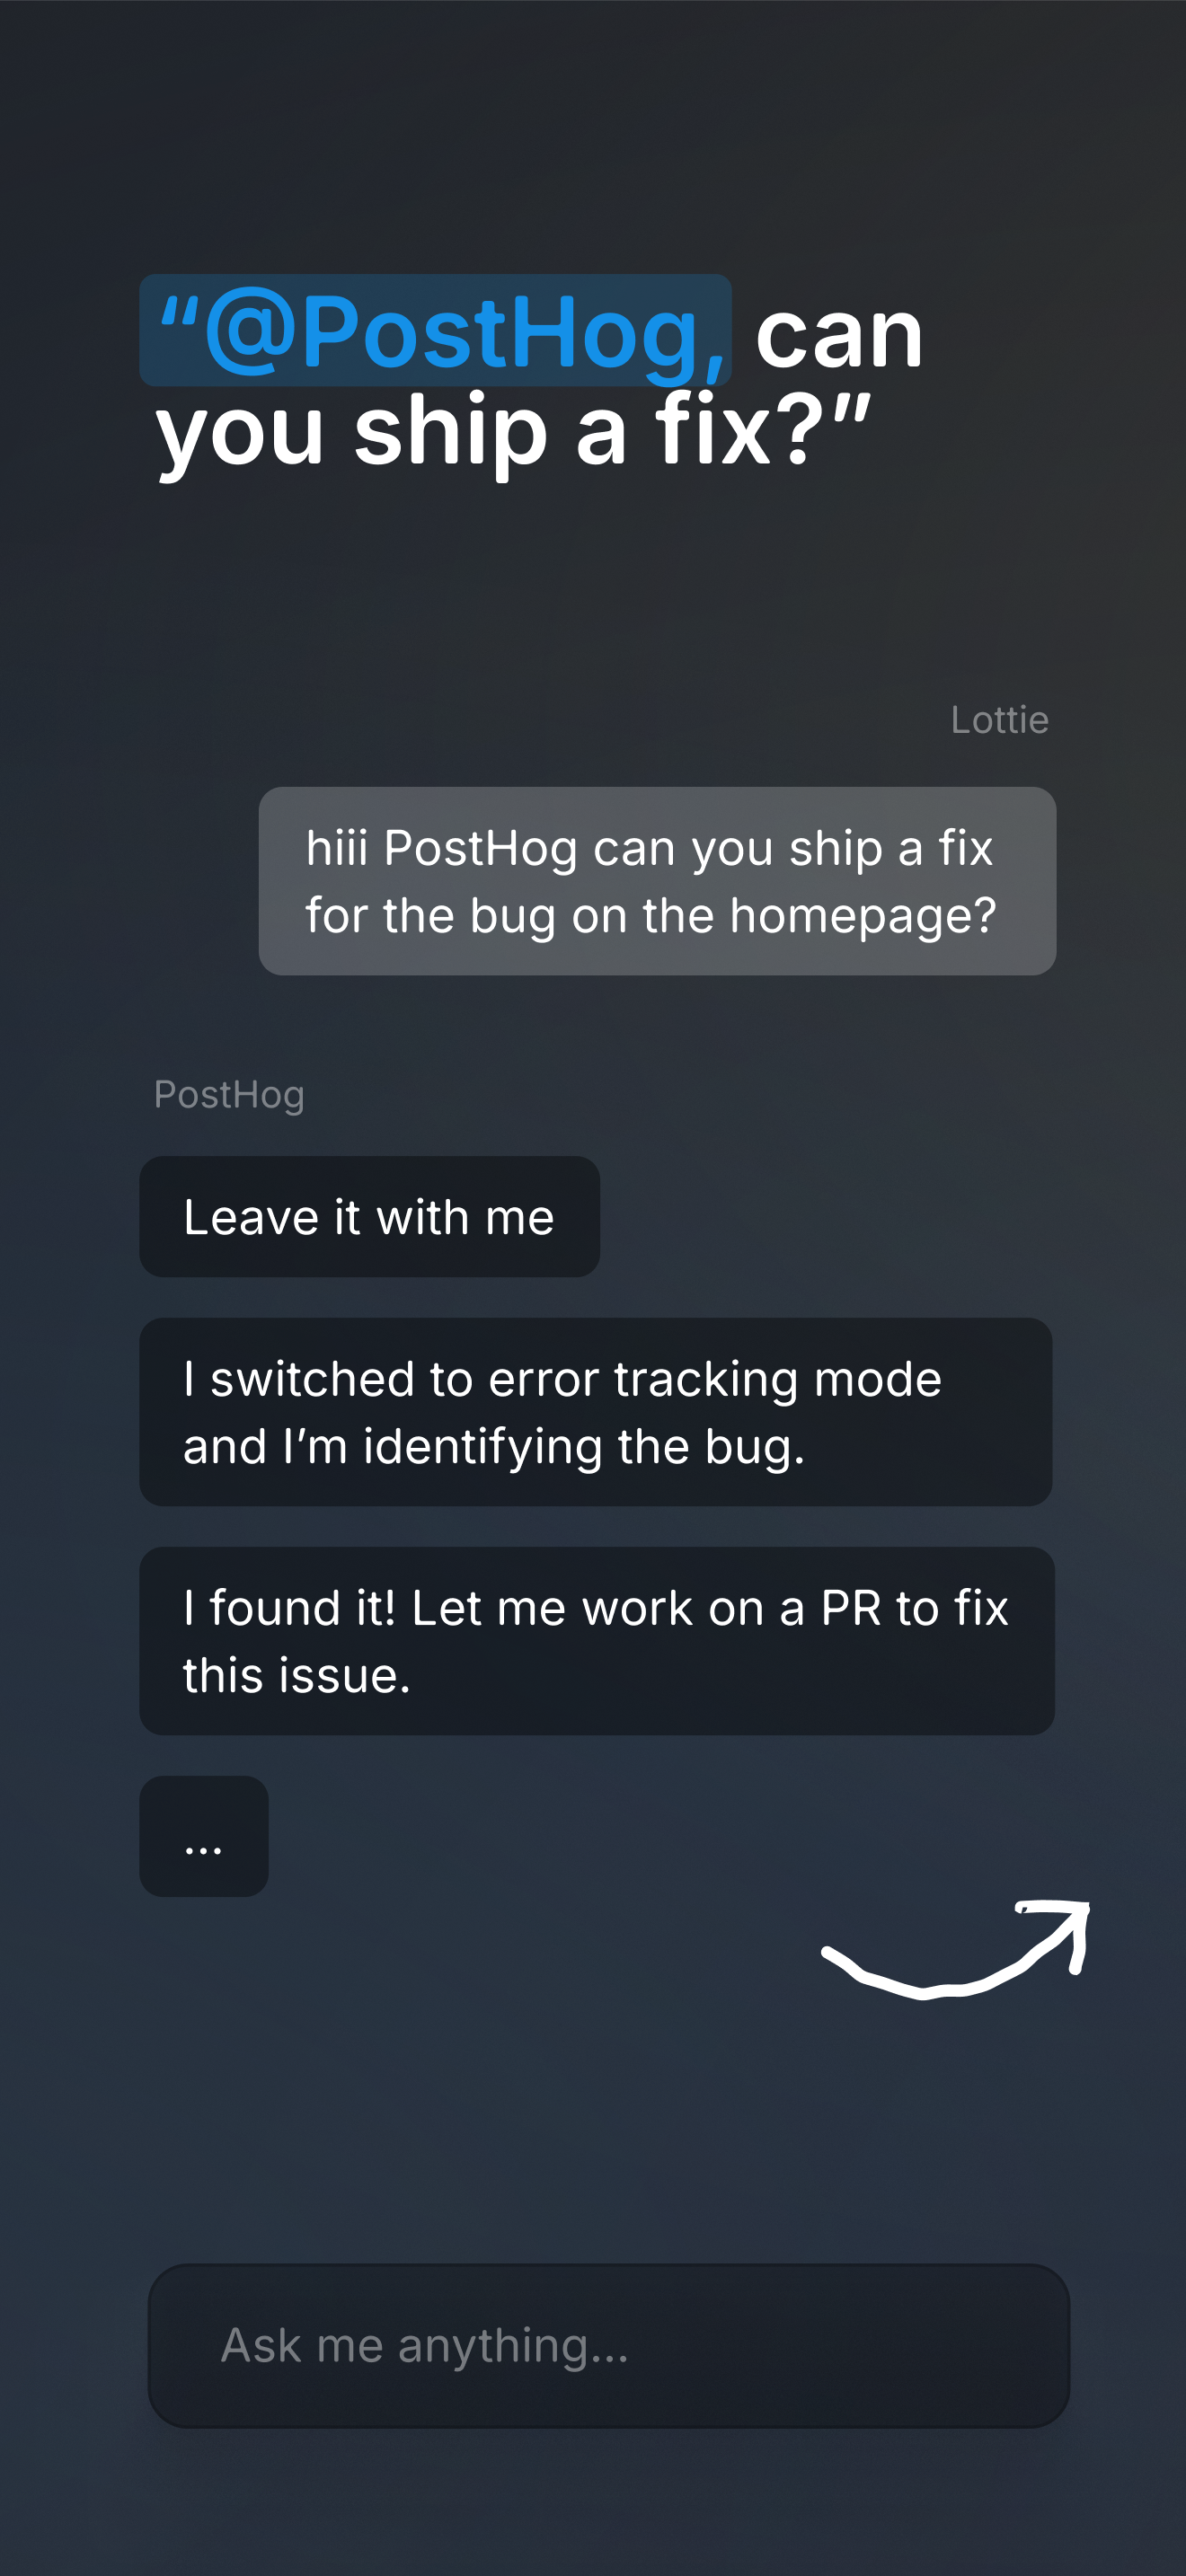 “@PostHog, can
you ship a fix?”
Lottie
hiii PostHog can you ship a fix
for the bug on the homepage?
PostHog
Leave it with me
I switched to error tracking mode
and I’m identifying the bug.
I found it! Let me work on a PR to fix
this issue.
...
Ask me anything...